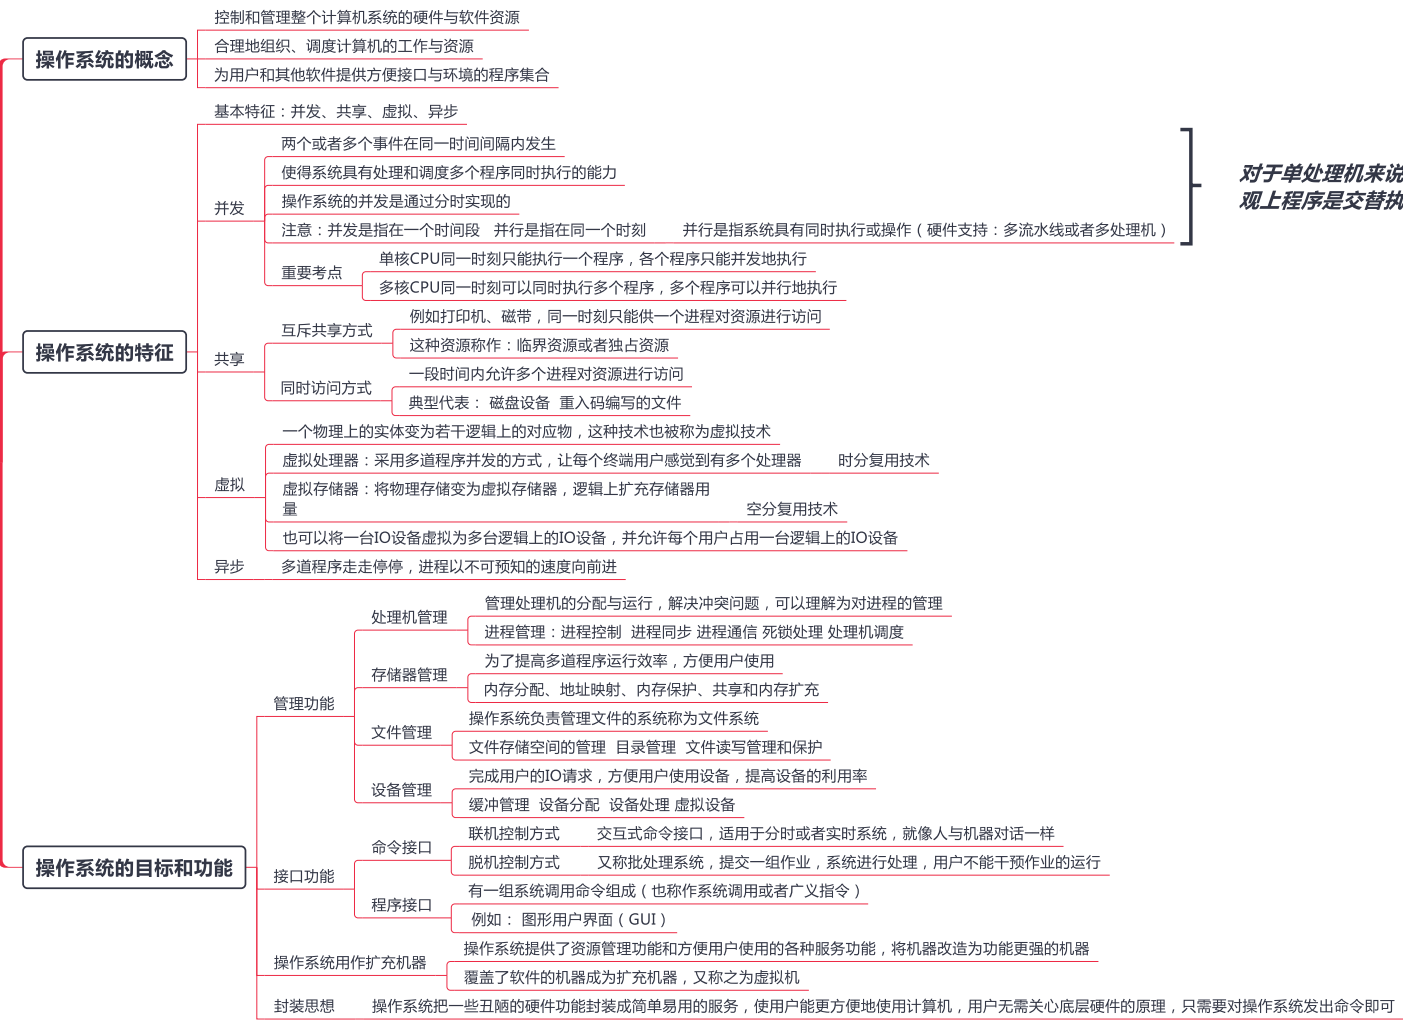 操作系统的概念
控制和管理整个计算机系统的硬件与软件资源
合理地组织、调度计算机的工作与资源
为用户和其他软件提供方便接口与环境的程序集合
操作系统的特征
基本特征：并发、共享、虚拟、异步
并发
两个或者多个事件在同一时间间隔内发生
使得系统具有处理和调度多个程序同时执行的能力
操作系统的并发是通过分时实现的
注意：并发是指在一个时间段 并行是指在同一个时刻 并行是指系统具有同时执行或操作（硬件支持：多流水线或者多处理机）
对于单处理机来说
观上程序是交替执
重要考点
单核CPU同一时刻只能执行一个程序，各个程序只能并发地执行
多核CPU同一时刻可以同时执行多个程序，多个程序可以并行地执行
共享
互斥共享方式
例如打印机、磁带，同一时刻只能供一个进程对资源进行访问
这种资源称作：临界资源或者独占资源
同时访问方式
一段时间内允许多个进程对资源进行访问
典型代表： 磁盘设备 重入码编写的文件
虚拟
一个物理上的实体变为若干逻辑上的对应物，这种技术也被称为虚拟技术
虚拟处理器：采用多道程序并发的方式，让每个终端用户感觉到有多个处理器 时分复用技术
虚拟存储器：将物理存储变为虚拟存储器，逻辑上扩充存储器用
量 空分复用技术
也可以将一台IO设备虚拟为多台逻辑上的IO设备，并允许每个用户占用一台逻辑上的IO设备
异步 多道程序走走停停，进程以不可预知的速度向前进
操作系统的目标和功能
管理功能
处理机管理
管理处理机的分配与运行，解决冲突问题，可以理解为对进程的管理
进程管理：进程控制 进程同步 进程通信 死锁处理 处理机调度
存储器管理
为了提高多道程序运行效率，方便用户使用
内存分配、地址映射、内存保护、共享和内存扩充
文件管理
操作系统负责管理文件的系统称为文件系统
文件存储空间的管理 目录管理 文件读写管理和保护
设备管理
完成用户的IO请求，方便用户使用设备，提高设备的利用率
缓冲管理 设备分配 设备处理 虚拟设备
接口功能
命令接口
联机控制方式 交互式命令接口，适用于分时或者实时系统，就像人与机器对话一样
脱机控制方式 又称批处理系统，提交一组作业，系统进行处理，用户不能干预作业的运行
程序接口
有一组系统调用命令组成（也称作系统调用或者广义指令）
例如： 图形用户界面（GUI）
操作系统用作扩充机器
操作系统提供了资源管理功能和方便用户使用的各种服务功能，将机器改造为功能更强的机器
覆盖了软件的机器成为扩充机器，又称之为虚拟机
封装思想 操作系统把一些丑陋的硬件功能封装成简单易用的服务，使用户能更方便地使用计算机，用户无需关心底层硬件的原理，只需要对操作系统发出命令即可